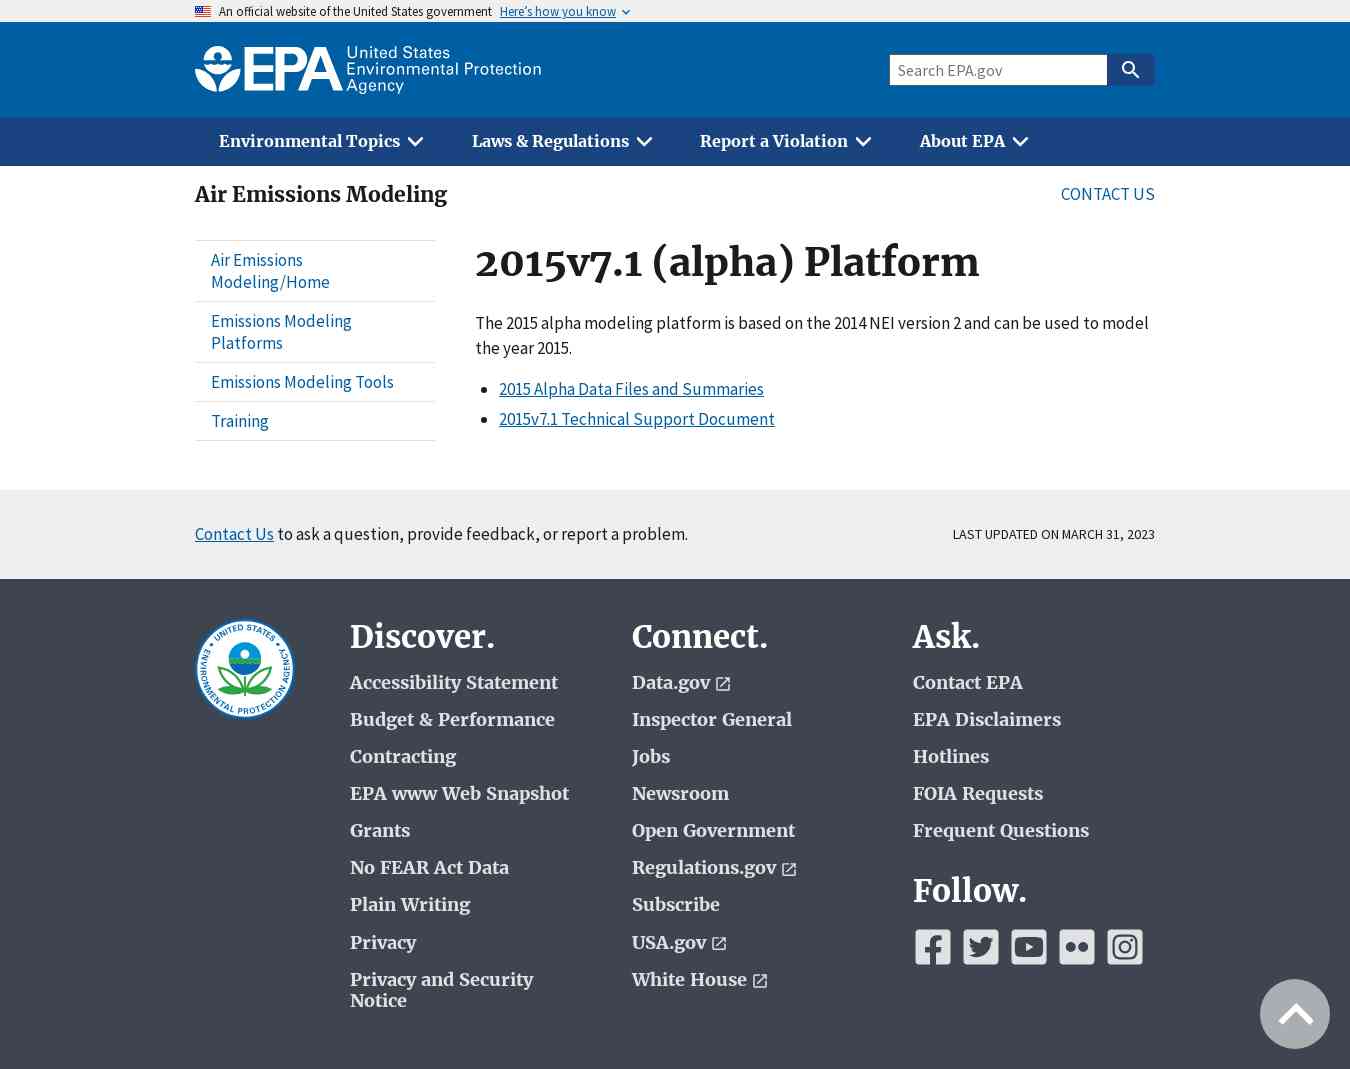 An official website of the United States government Here's how you know
EPA United States
Environmental Protection
Agency
Search EPA.gov
Environmental Topics
Laws & Regulations
Report a Violation
About EPA
Air Emissions Modeling
CONTACT US
Air Emissions
Modeling/Home
Emissions Modeling
Platforms
Emissions Modeling Tools
Training
2015v7.1 (alpha) Platform
The 2015 alpha modeling platform is based on the 2014 NEI version 2 and can be used to model
the year 2015.
2015 Alpha Data Files and Summaries
2015v7.1 Technical Support Document
Contact Us to ask a question, provide feedback, or report a problem.
LAST UPDATED ON MARCH 31, 2023
UNITED STATES
ENVIRONMENTAL PROTECTION AGENCY
Discover.
Accessibility Statement
Budget & Performance
Contracting
EPA www Web Snapshot
Grants
No FEAR Act Data
Plain Writing
Privacy
Privacy and Security
Notice
Connect.
Data.gov
Inspector General
Jobs
Newsroom
Open Government
Regulations.gov
Subscribe
USA.gov
White House
Ask.
Contact EPA
EPA Disclaimers
Hotlines
FOIA Requests
Frequent Questions
Follow.